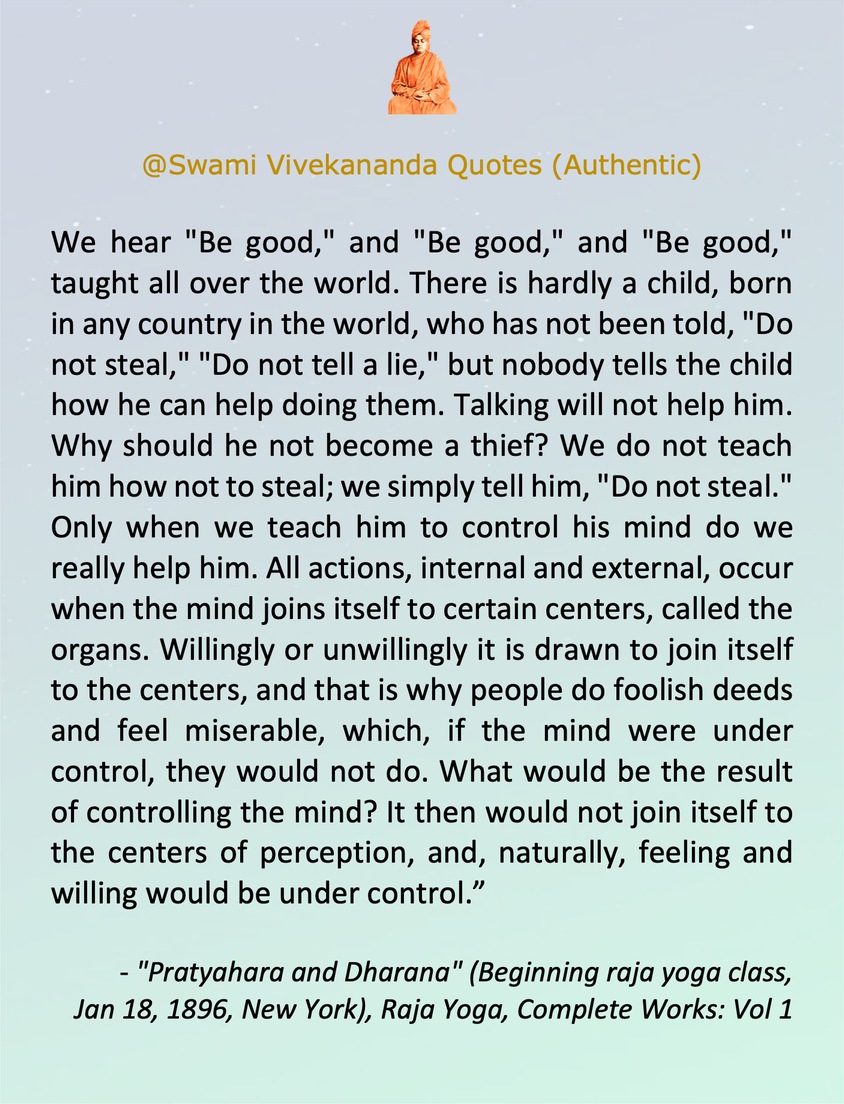 @Swami Vivekananda Quotes (Authentic)
We hear "Be good," and "Be good," and "Be good,"
taught all over the world. There is hardly a child, born
in any country in the world, who has not been told, "Do
not steal," "Do not tell a lie," but nobody tells the child
how he can help doing them. Talking will not help him.
Why should he not become a thief? We do not teach
him how not to steal; we simply tell him, "Do not steal."
Only when we teach him to control his mind do we
really help him. All actions, internal and external, occur
when the mind joins itself to certain centers, called the
organs. Willingly or unwillingly it is drawn to join itself
to the centers, and that is why people do foolish deeds
and feel miserable, which, if the mind were under
control, they would not do. What would be the result
of controlling the mind? It then would not join itself to
the centers of perception, and, naturally, feeling and
willing would be under control.”
- "Pratyahara and Dharana" (Beginning raja yoga class,
Jan 18, 1896, New York), Raja Yoga, Complete Works: Vol 1